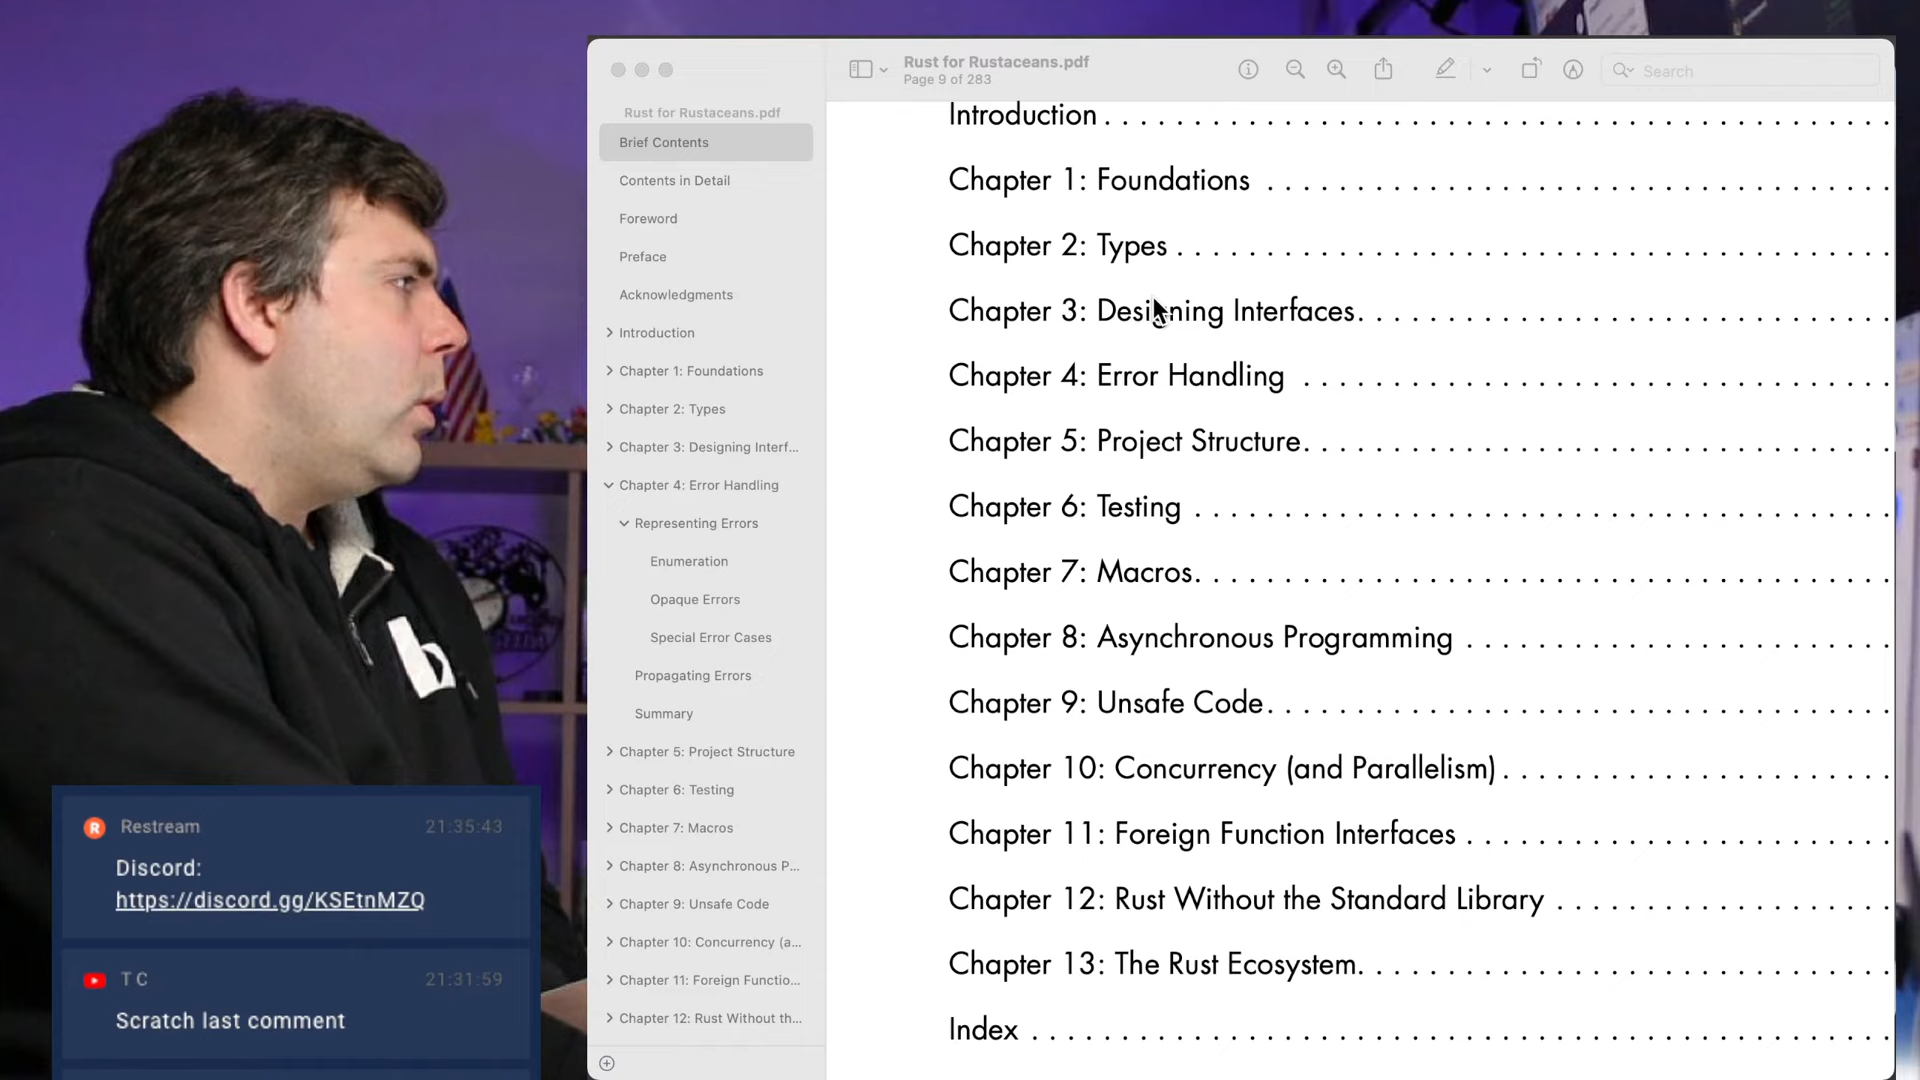 Rust for Rustaceans.pdf
Page 9 of 283
Search
Rust for Rustaceans.pdf
Brief Contents
Contents in Detail
Foreword
Preface
Acknowledgments
Introduction
Chapter 1: Foundations
Chapter 2: Types
Chapter 3: Designing Interf...
Chapter 4: Error Handling
Representing Errors
Enumeration
Opaque Errors
Special Error Cases
Propagating Errors
Summary
Chapter 5: Project Structure
Chapter 6: Testing
Chapter 7: Macros
Chapter 8: Asynchronous P...
Chapter 9: Unsafe Code
Chapter 10: Concurrency (a...
Chapter 11: Foreign Functio...
Chapter 12: Rust Without th...
Introduction
Chapter 1: Foundations
Chapter 2: Types
Chapter 3: Designing Interfaces
Chapter 4: Error Handling
Chapter 5: Project Structure
Chapter 6: Testing
Chapter 7: Macros
Chapter 8: Asynchronous Programming
Chapter 9: Unsafe Code
Chapter 10: Concurrency (and Parallelism)
Chapter 11: Foreign Function Interfaces
Chapter 12: Rust Without the Standard Library
Chapter 13: The Rust Ecosystem
Index
Restream 21:35:43
Discord:
https://discord.gg/KSEtnMZQ
T C 21:31:59
Scratch last comment